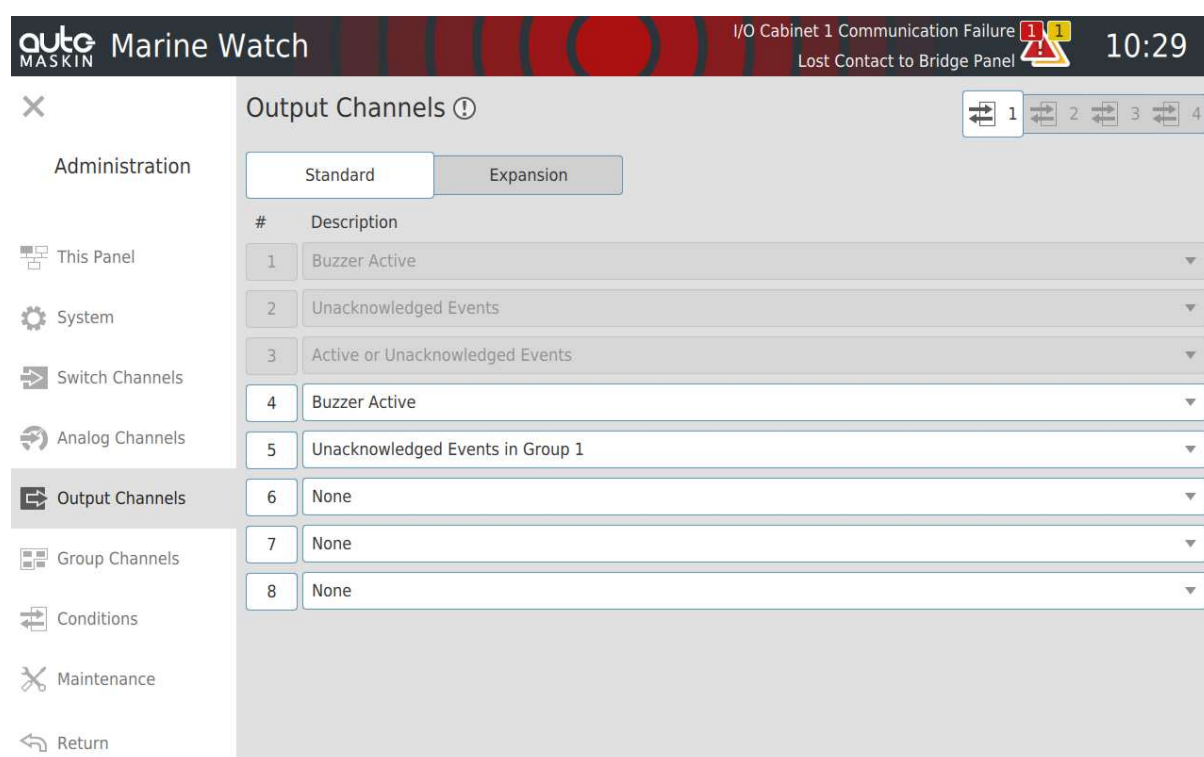 auto MASKIN Marine Watch
I/O Cabinet 1 Communication Failure 1 1
Lost Contact to Bridge Panel
10:29
Output Channels
1 2 3 4
Administration
Standard Expansion
# Description
This Panel
System
Switch Channels
Analog Channels
Output Channels
Group Channels
Conditions
Maintenance
Return
1 Buzzer Active
2 Unacknowledged Events
3 Active or Unacknowledged Events
4 Buzzer Active
5 Unacknowledged Events in Group 1
6 None
7 None
8 None